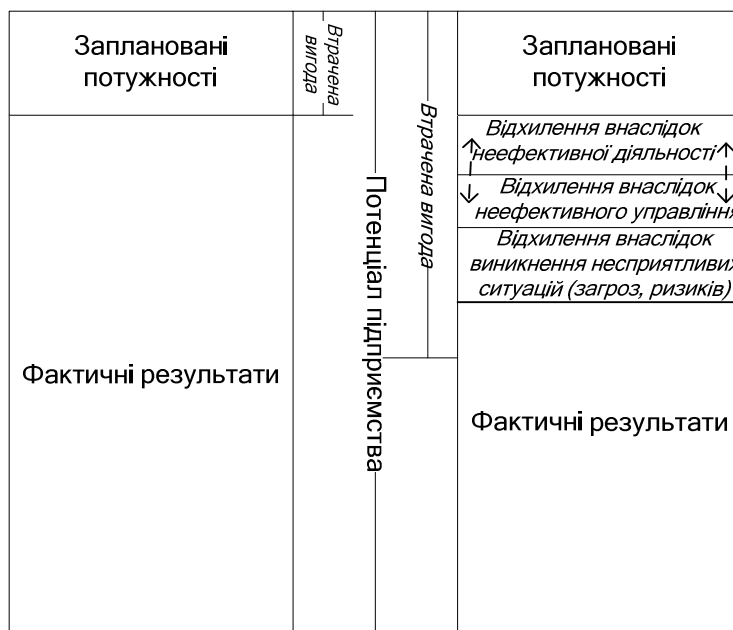 Заплановані
потужності
Втрачена
вигода
Фактичні результати
Потенціал підприємства
Втрачена вигода
Заплановані
потужності
Відхилення внаслідок
неефективної діяльності
Відхилення внаслідок
неефективного управління
Відхилення внаслідок
виникнення несприятливих
ситуацій (загроз, ризиків)
Фактичні результати